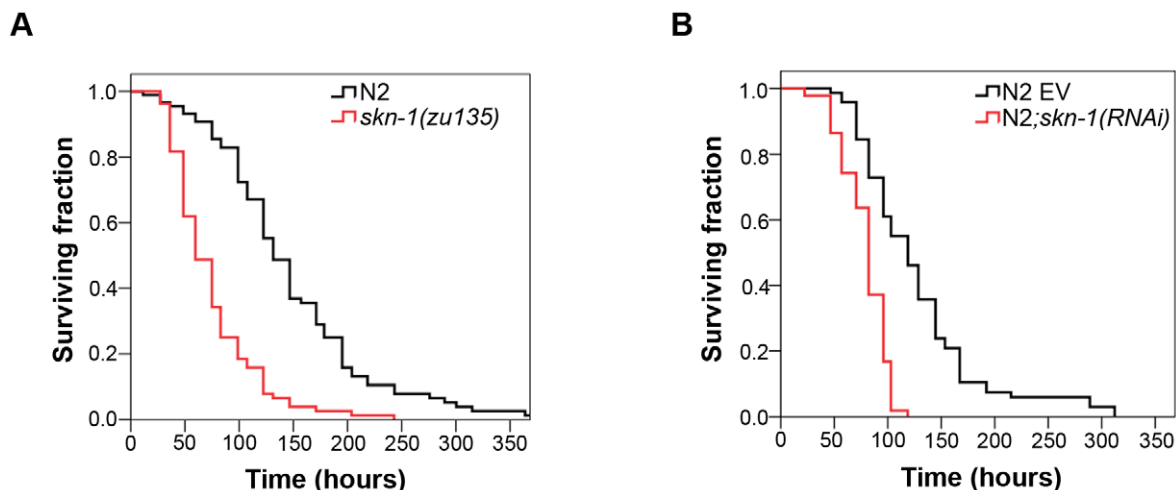 A
N2
skn-1(zu135)
Surviving fraction
1.0
0.8
0.6
0.4
0.2
0.0
0 50 100 150 200 250 300 350
Time (hours)
B
N2 EV
N2;skn-1(RNAi)
Surviving fraction
1.0
0.8
0.6
0.4
0.2
0.0
0 50 100 150 200 250 300 350
Time (hours)